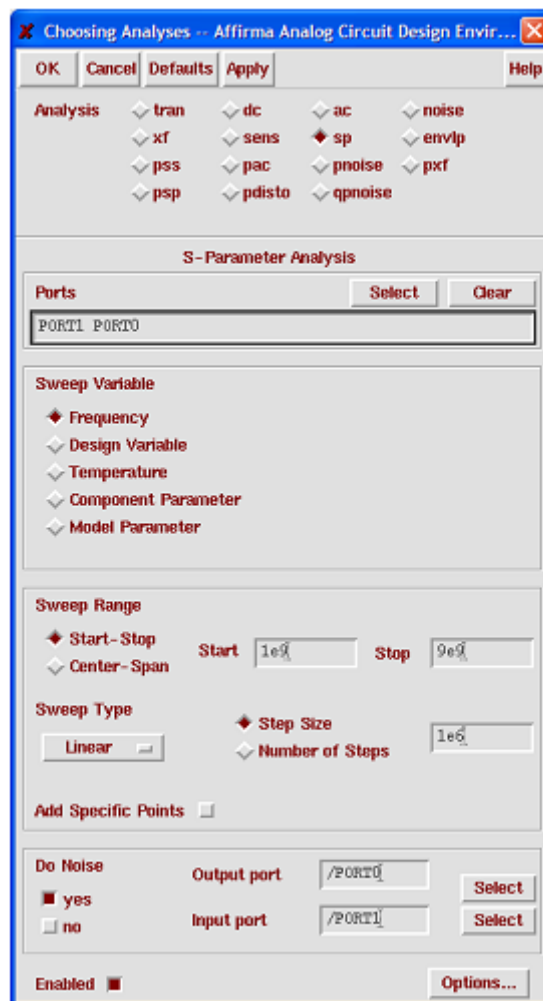 Choosing Analyses -- Affirma Analog Circuit Design Envir...
OK Cancel Defaults Apply Help
Analysis tran dc ac noise
xf sens sp envlp
pss pac pnoise pxf
psp pdisto qpnoise
S-Parameter Analysis
Ports Select Clear
PORT1 PORT0
Sweep Variable
Frequency
Design Variable
Temperature
Component Parameter
Model Parameter
Sweep Range
Start-Stop Start 1e9 Stop 9e9
Center-Span
Sweep Type
Linear Step Size 1e6
Number of Steps
Add Specific Points
Do Noise
yes Output port /PORT0 Select
no Input port /PORT1 Select
Enabled Options...